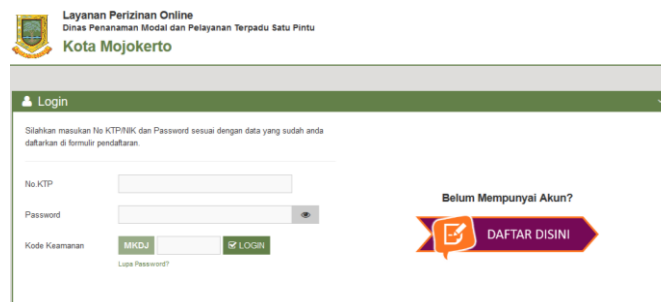 Layanan Perizinan Online
Dinas Penanaman Modal dan Pelayanan Terpadu Satu Pintu
Kota Mojokerto
Login
Silahkan masukan No KTP/NIK dan Password sesuai dengan data yang sudah anda
daftarkan di formulir pendaftaran.
No.KTP
Belum Mempunyai Akun?
Password
DAFTAR DISINI
Kode Keamanan MKDJ LOGIN
Lupa Password?